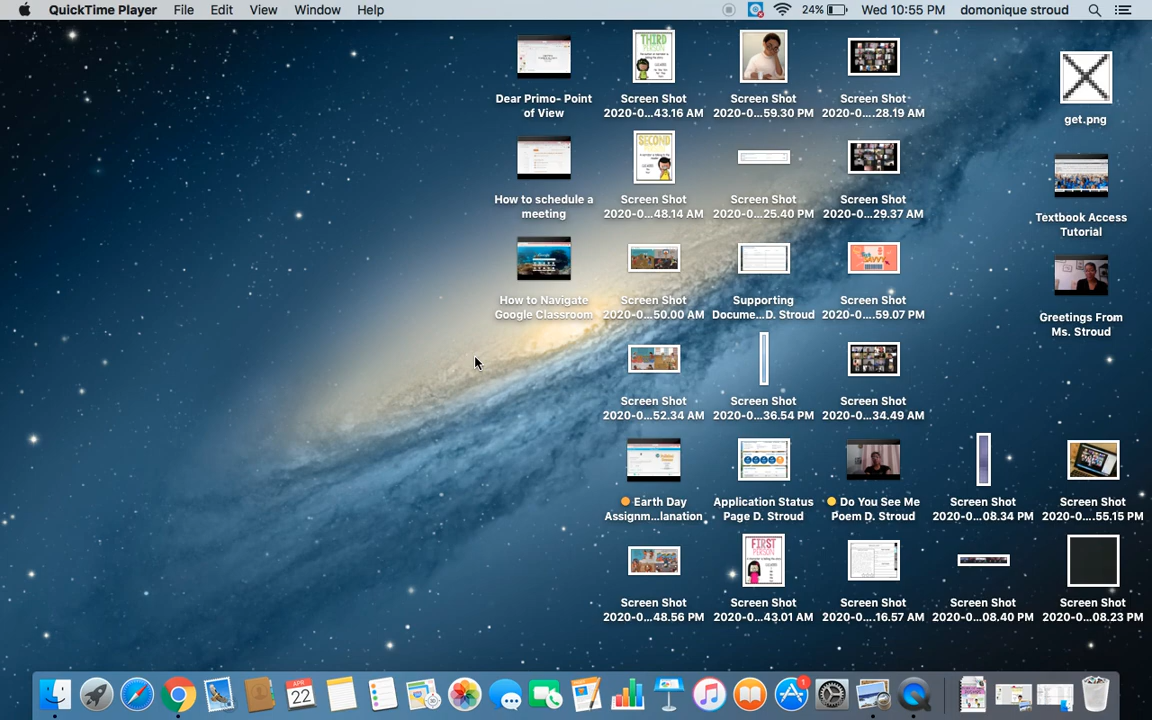 QuickTime Player File Edit View Window Help 24% Wed 10:55 PM domonique stroud
Dear Primo- Point
of View
Screen Shot
2020-0...43.16 AM
Screen Shot
2020-0...59.30 PM
Screen Shot
2020-0....28.19 AM
get.png
How to schedule a
meeting
Screen Shot
2020-0...48.14 AM
Screen Shot
2020-0...25.40 PM
Screen Shot
2020-0...29.37 AM
Textbook Access
Tutorial
How to Navigate
Google Classroom
Screen Shot
2020-0...50.00 AM
Supporting
Docume...D. Stroud
Screen Shot
2020-0....59.07 PM
Greetings From
Ms. Stroud
Screen Shot
2020-0...52.34 AM
Screen Shot
2020-0...36.54 PM
Screen Shot
2020-0...34.49 AM
Earth Day
Assignm...lanation
Application Status
Page D. Stroud
Do You See Me
Poem D. Stroud
Screen Shot
2020-0...08.34 PM
Screen Shot
2020-0....55.15 PM
Screen Shot
2020-0...48.56 PM
Screen Shot
2020-0...43.01 AM
Screen Shot
2020-0...16.57 AM
Screen Shot
2020-0...08.40 PM
Screen Shot
2020-0...08.23 PM
THIRD
PERSON
SECOND
SAVVY
FIRST
PERSON
APR
22
1